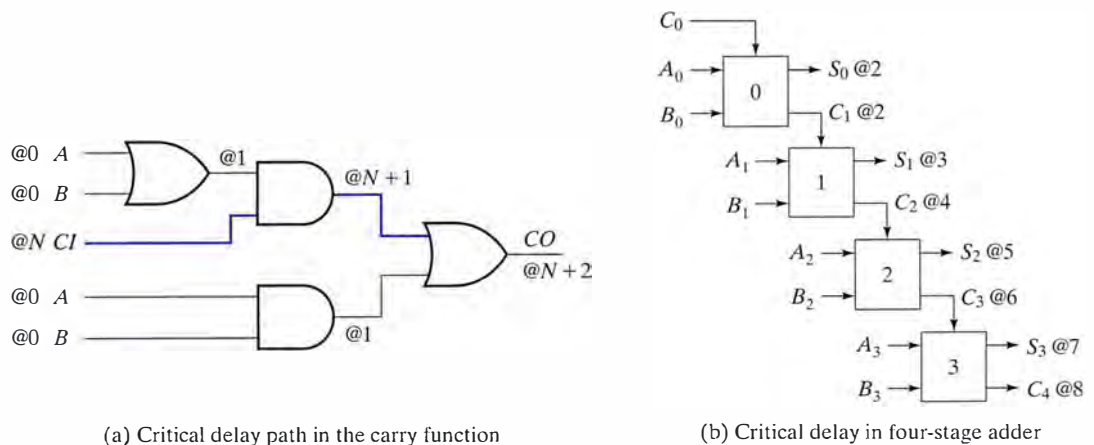 @0 A
@0 B
@1
@N + 1
@N CI
CO
@N + 2
@0 A
@0 B
@1
(a) Critical delay path in the carry function
C0
A0
B0
0
S0 @2
C1 @2
A1
B1
1
S1 @3
C2 @4
A2
B2
2
S2 @5
C3 @6
A3
B3
3
S3 @7
C4 @8
(b) Critical delay in four-stage adder